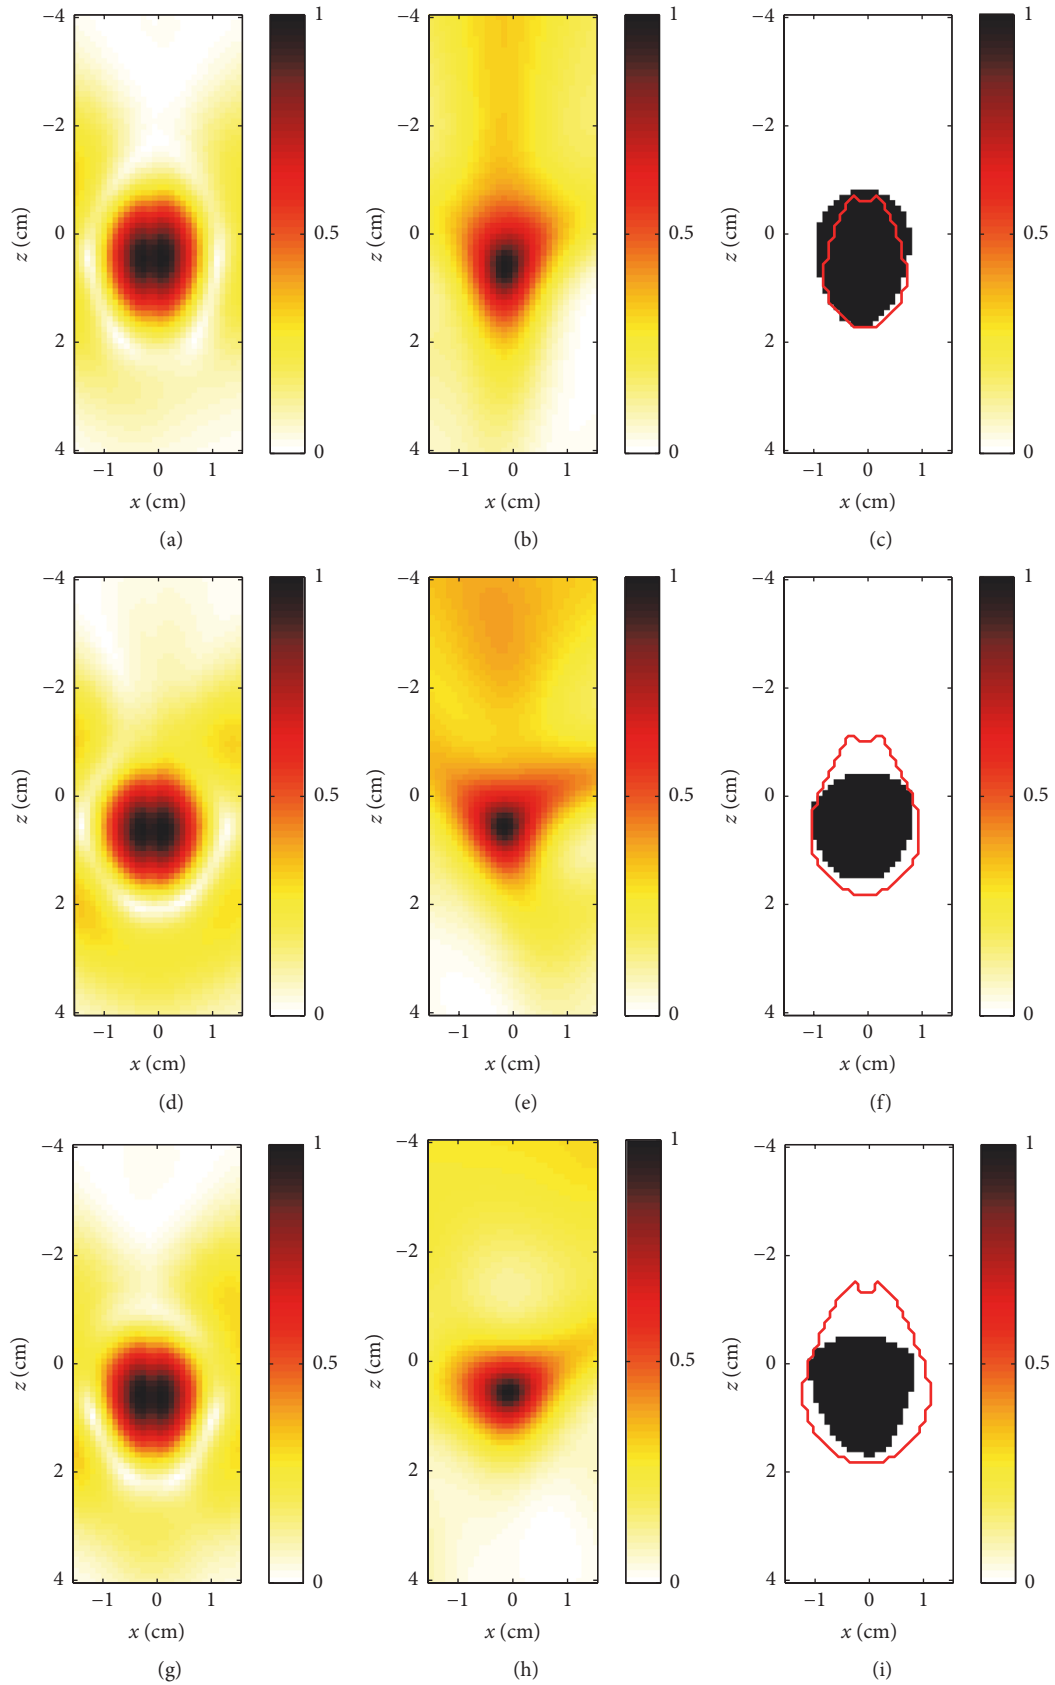 −4 1 −4 1 −4 1
−2 −2 −2
z (cm) 0 0.5 z (cm) 0 0.5 z (cm) 0 0.5
2 2 2
4 0 4 0 4 0
−1 0 1 −1 0 1 −1 0 1
x (cm) x (cm) x (cm)
(a) (b) (c)
−4 1 −4 1 −4 1
−2 −2 −2
z (cm) 0 0.5 z (cm) 0 0.5 z (cm) 0 0.5
2 2 2
4 0 4 0 4 0
−1 0 1 −1 0 1 −1 0 1
x (cm) x (cm) x (cm)
(d) (e) (f)
−4 1 −4 1 −4 1
−2 −2 −2
z (cm) 0 0.5 z (cm) 0 0.5 z (cm) 0 0.5
2 2 2
4 0 4 0 4 0
−1 0 1 −1 0 1 −1 0 1
x (cm) x (cm) x (cm)
(g) (h) (i)